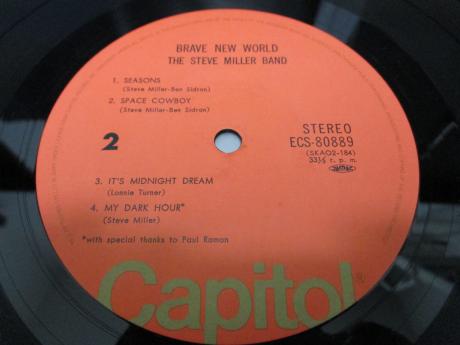 BRAVE NEW WORLD
THE STEVE MILLER BAND
1. SEASONS
(Steve Miller-Ben Sidran)
2. SPACE COWBOY
(Steve Miller-Ben Sidran)
2
STEREO
ECS-80889
(SKAO2-184)
33⅓ r. p. m.
3. IT'S MIDNIGHT DREAM
(Lonnie Turner)
4. MY DARK HOUR*
(Steve Miller)
*with special thanks to Paul Ramon
Capitol®